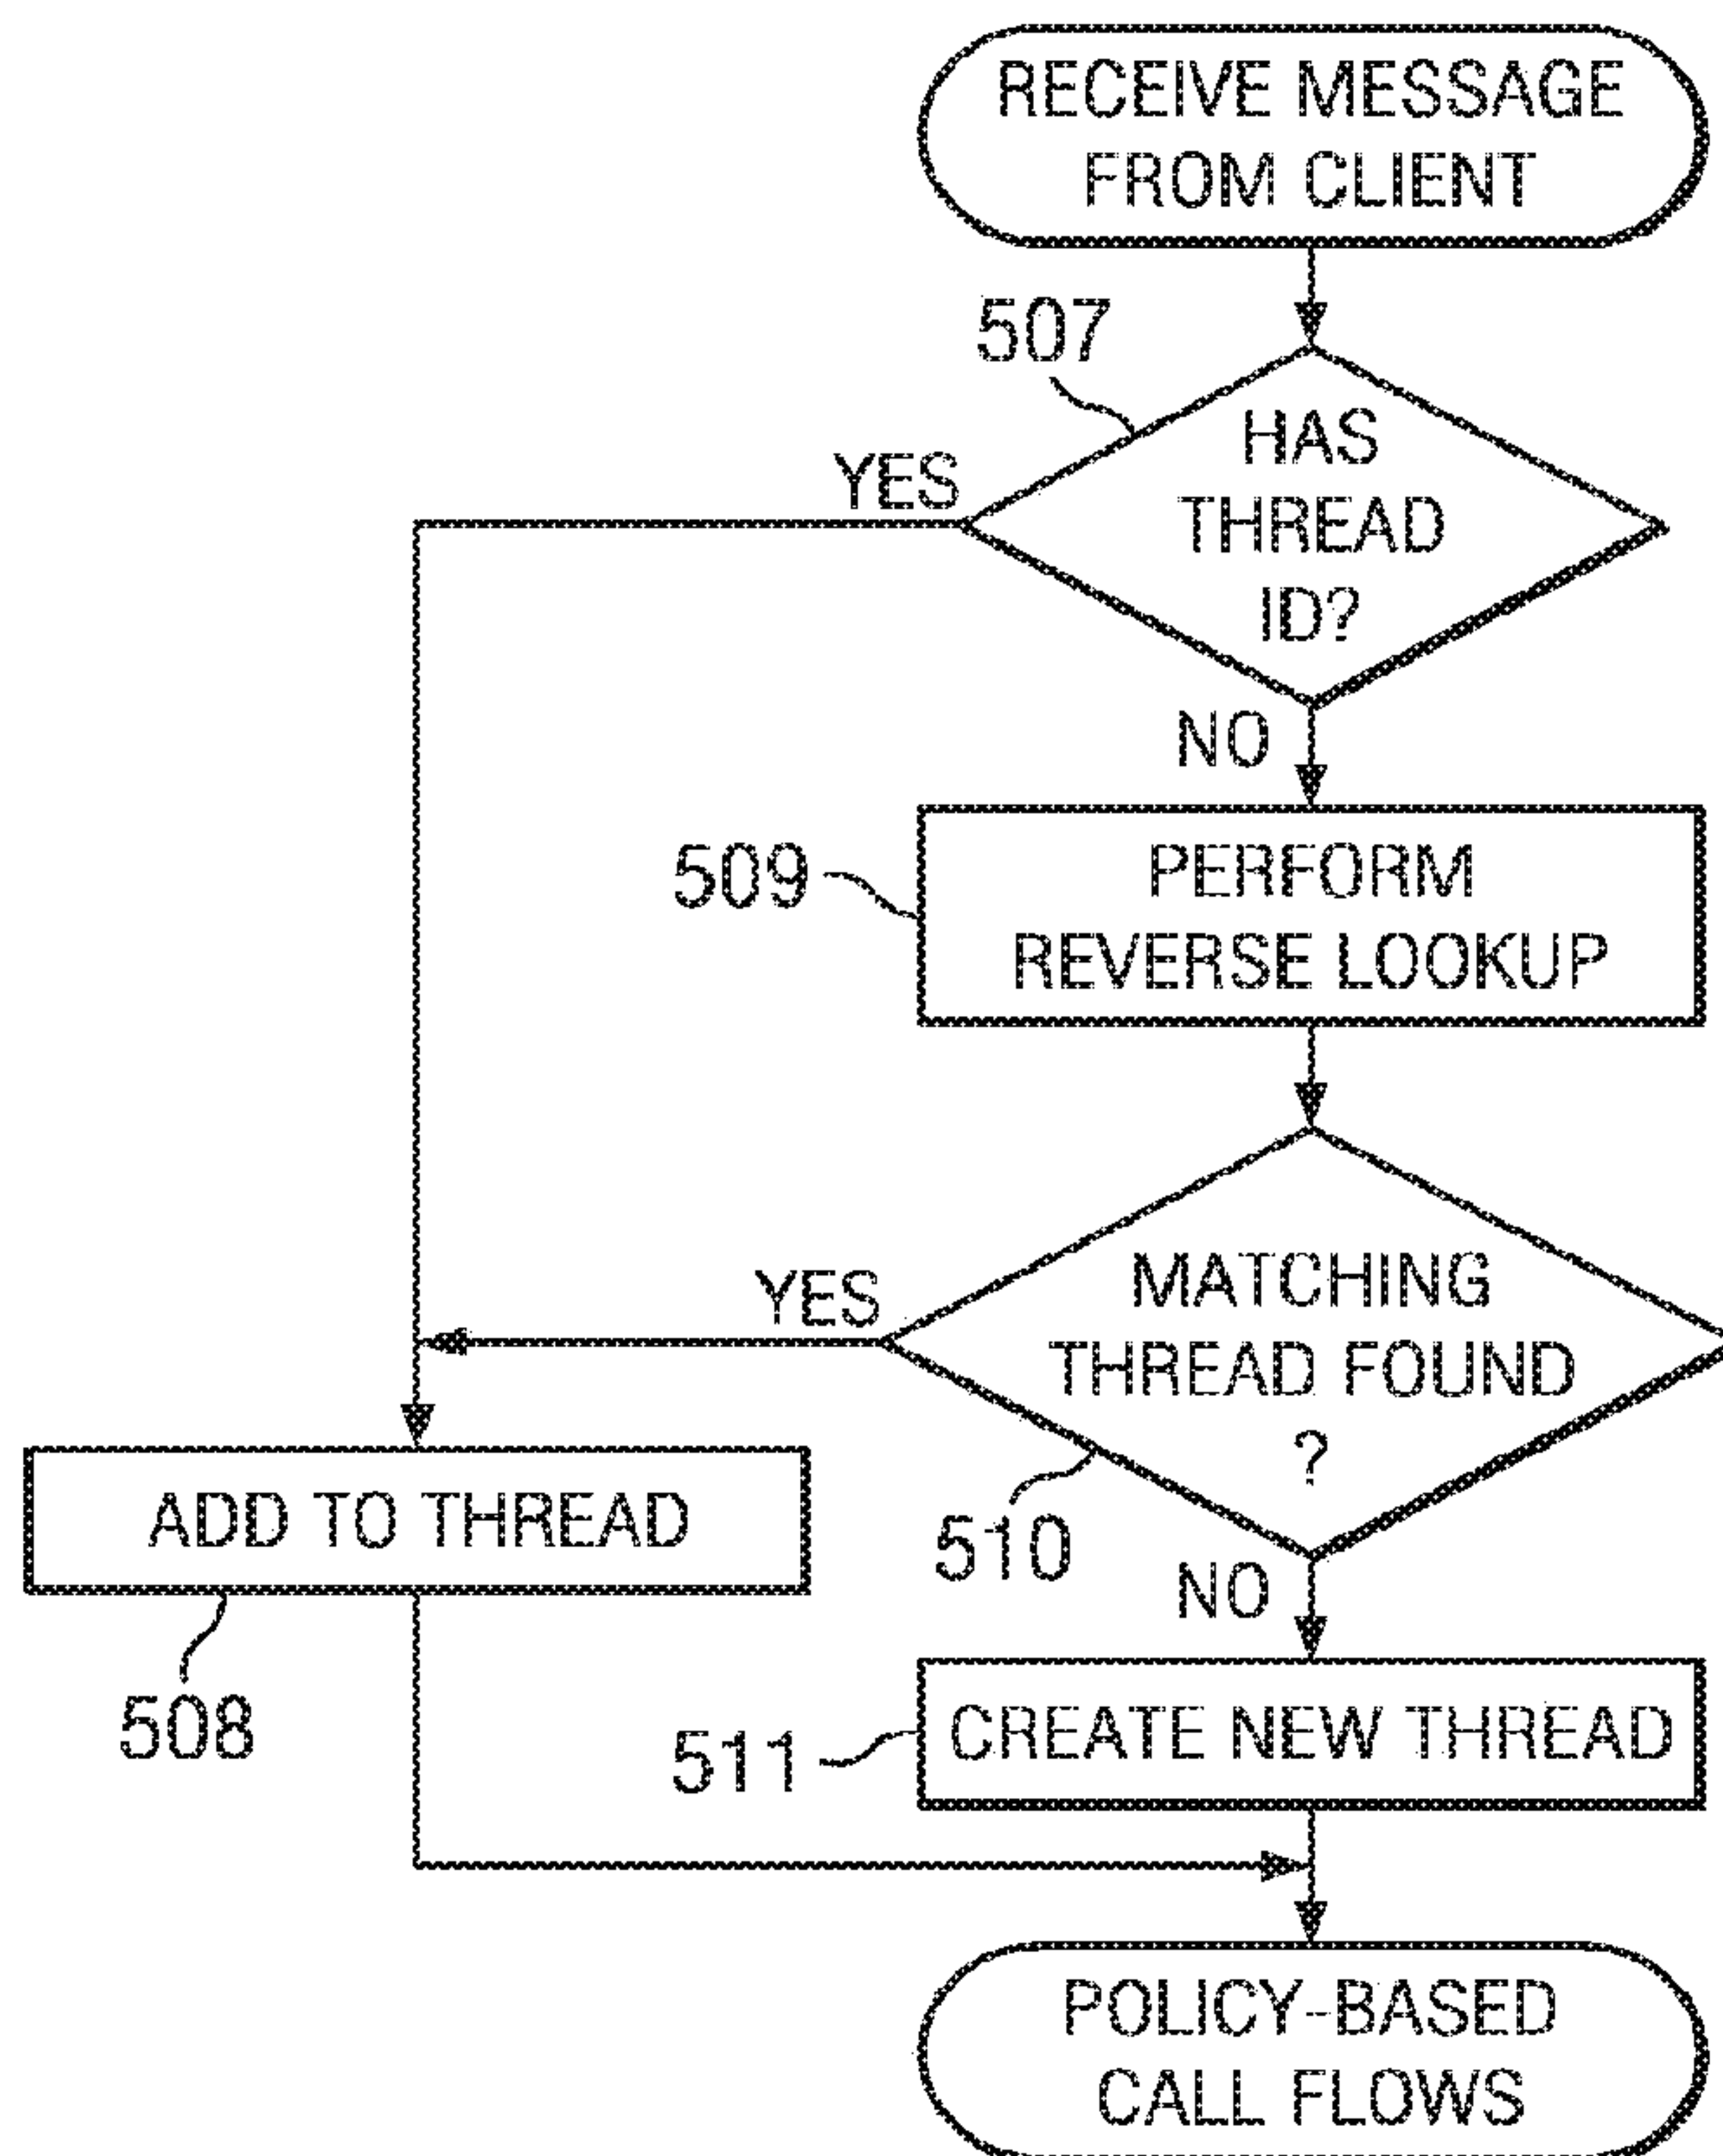 RECEIVE MESSAGE
FROM CLIENT
507
HAS
THREAD
ID?
YES
NO
509
PERFORM
REVERSE LOOKUP
MATCHING
THREAD FOUND
?
YES
510
NO
ADD TO THREAD
508
511
CREATE NEW THREAD
POLICY-BASED
CALL FLOWS